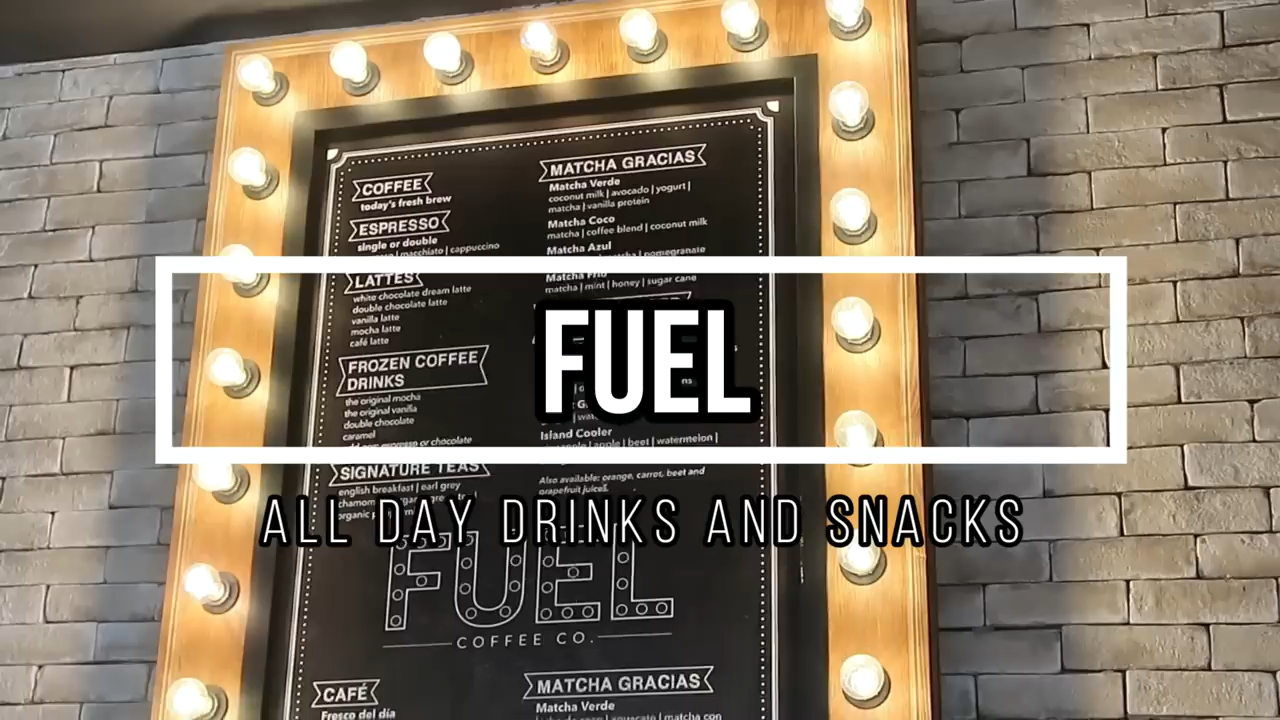 COFFEE
today's fresh brew
ESPRESSO
single or double
macchiato | cappuccino
LATTES
white chocolate dream latte
double chocolate latte
vanilla latte
mocha latte
café latte
FROZEN COFFEE
DRINKS
the original mocha
the original vanilla
double chocolate
caramel
espresso or chocolate
SIGNATURE TEAS
english breakfast | earl grey
organic
MATCHA GRACIAS
Matcha Verde
coconut milk | avocado | yogurt |
matcha | vanilla protein
Matcha Coco
matcha | coffee blend | coconut milk
Matcha Azul
matcha | pomegranate
Matcha Frio
matcha | mint | honey | sugar cane
Island Cooler
apple | beet | watermelon |
Also available: orange, carrot, beet and
grapefruit juices.
FUEL
ALL DAY DRINKS AND SNACKS
FUEL
COFFEE CO.
CAFÉ
Fresco del día
MATCHA GRACIAS
Matcha Verde
matcha con